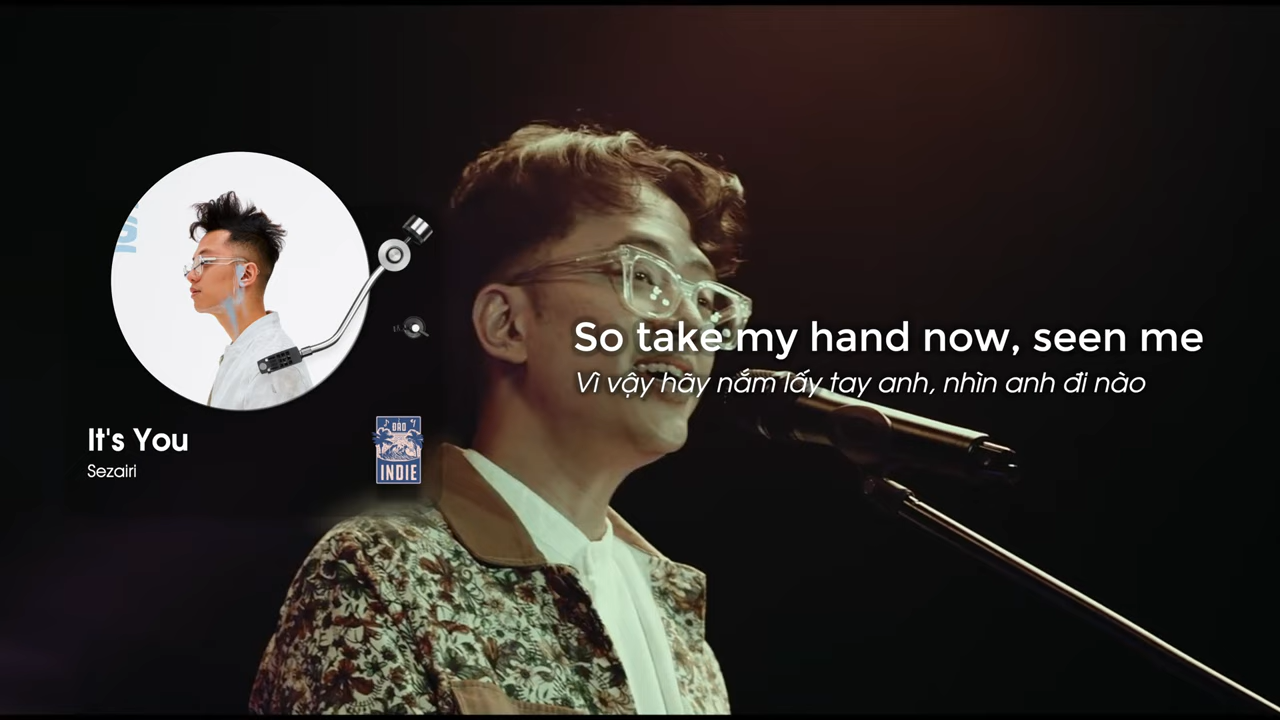 So take my hand now, seen me
Vì vậy hãy nắm lấy tay anh, nhìn anh đi nào
It's You
Sezairi
ĐẢO
INDIE